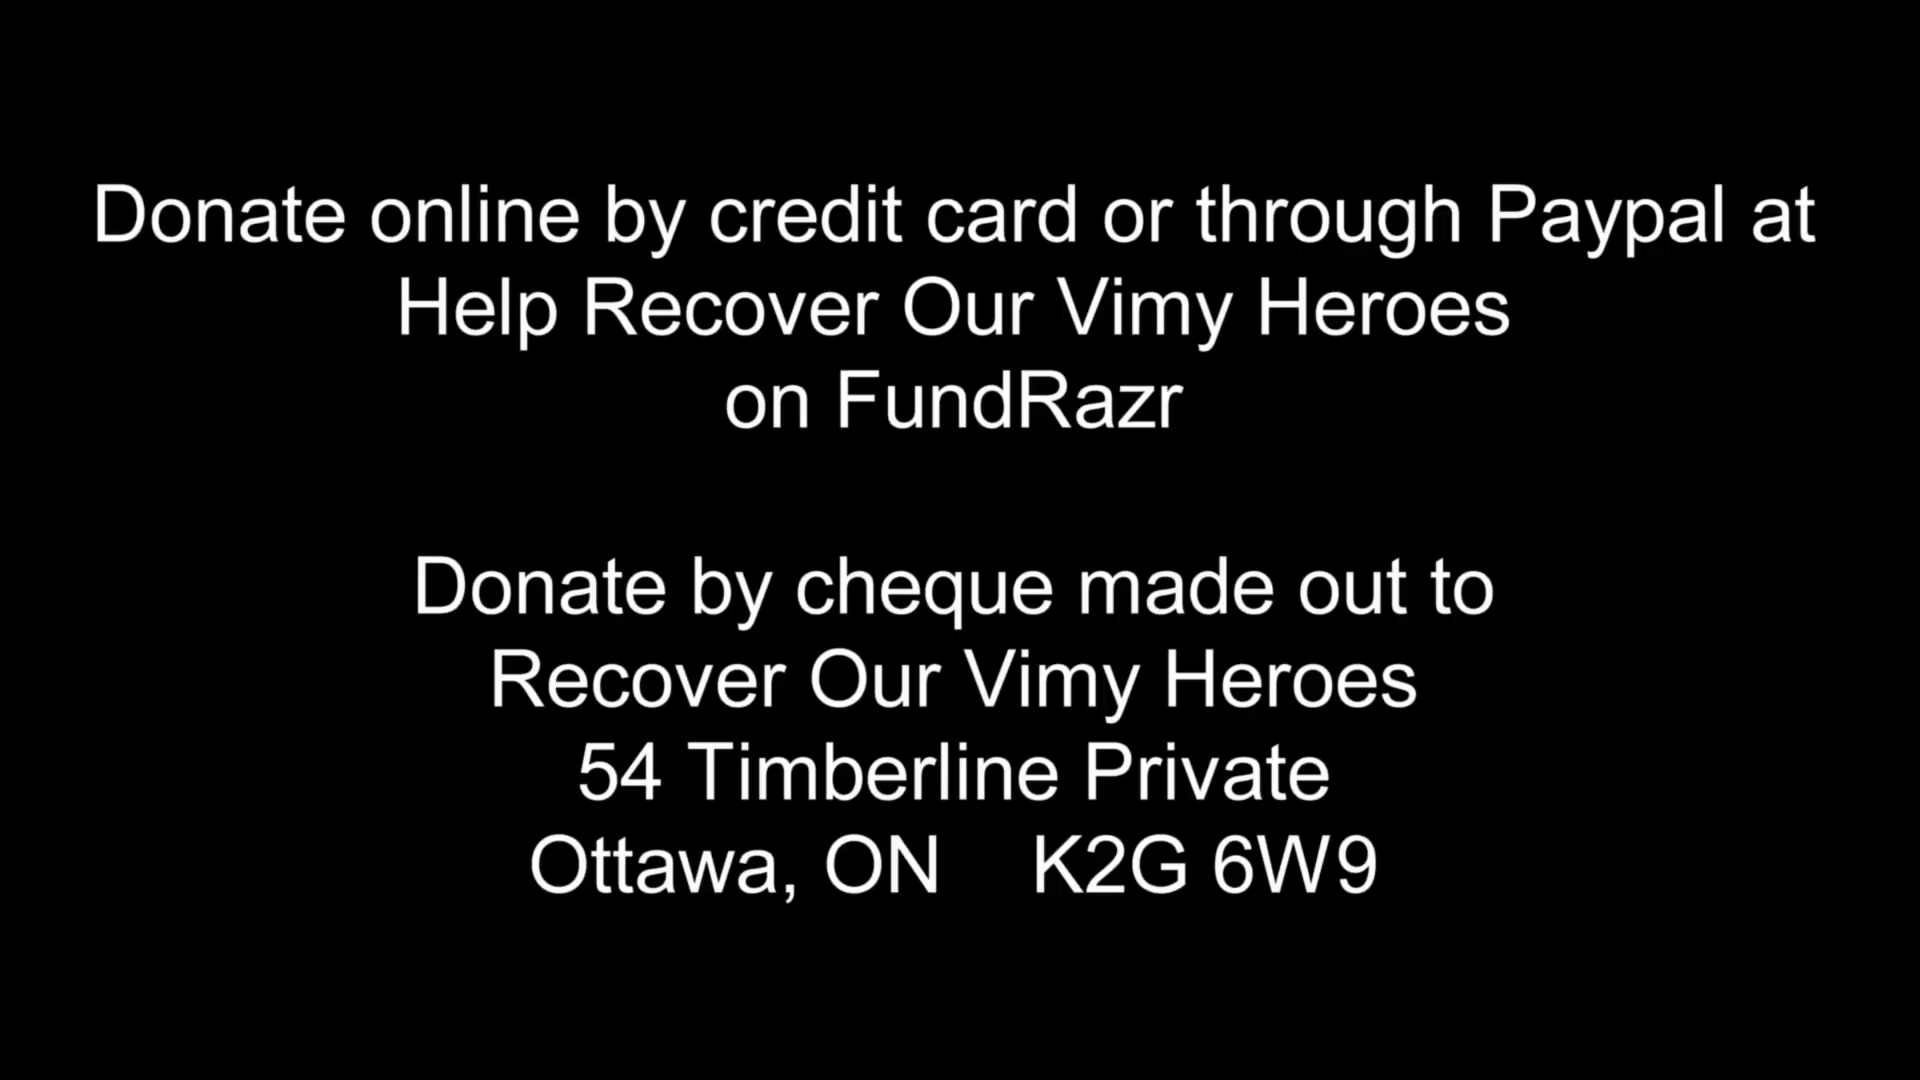 Donate online by credit card or through Paypal at
Help Recover Our Vimy Heroes
on FundRazr
Donate by cheque made out to
Recover Our Vimy Heroes
54 Timberline Private
Ottawa, ON    K2G 6W9